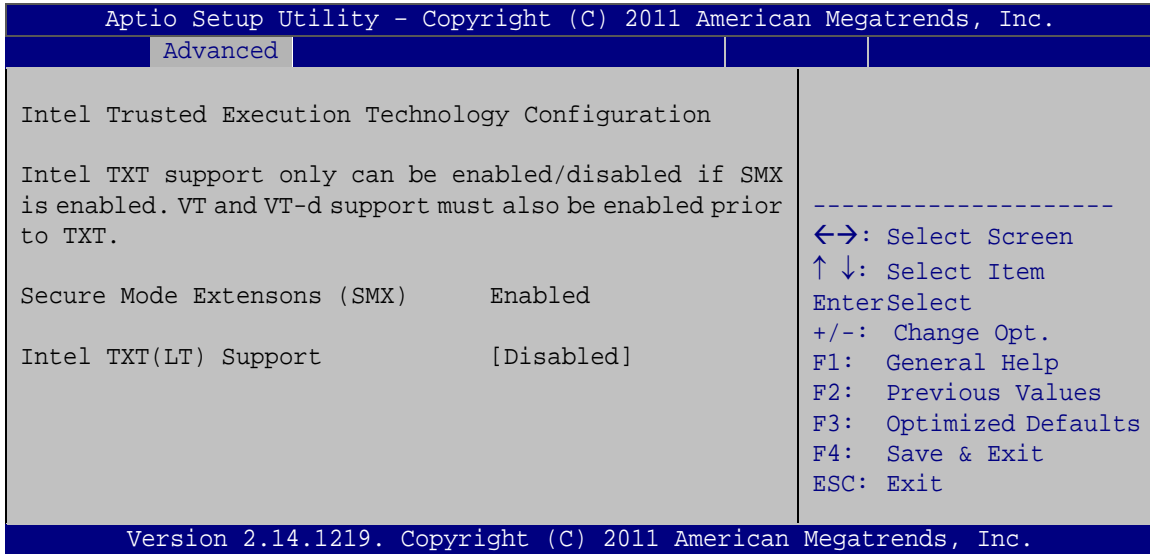 Aptio Setup Utility – Copyright (C) 2011 American Megatrends, Inc.
Advanced
Intel Trusted Execution Technology Configuration
Intel TXT support only can be enabled/disabled if SMX
is enabled. VT and VT-d support must also be enabled prior
to TXT.
Secure Mode Extensons (SMX) Enabled
Intel TXT(LT) Support [Disabled]
---------------------
←→: Select Screen
↑ ↓: Select Item
EnterSelect
+/-: Change Opt.
F1: General Help
F2: Previous Values
F3: Optimized Defaults
F4: Save & Exit
ESC: Exit
Version 2.14.1219. Copyright (C) 2011 American Megatrends, Inc.